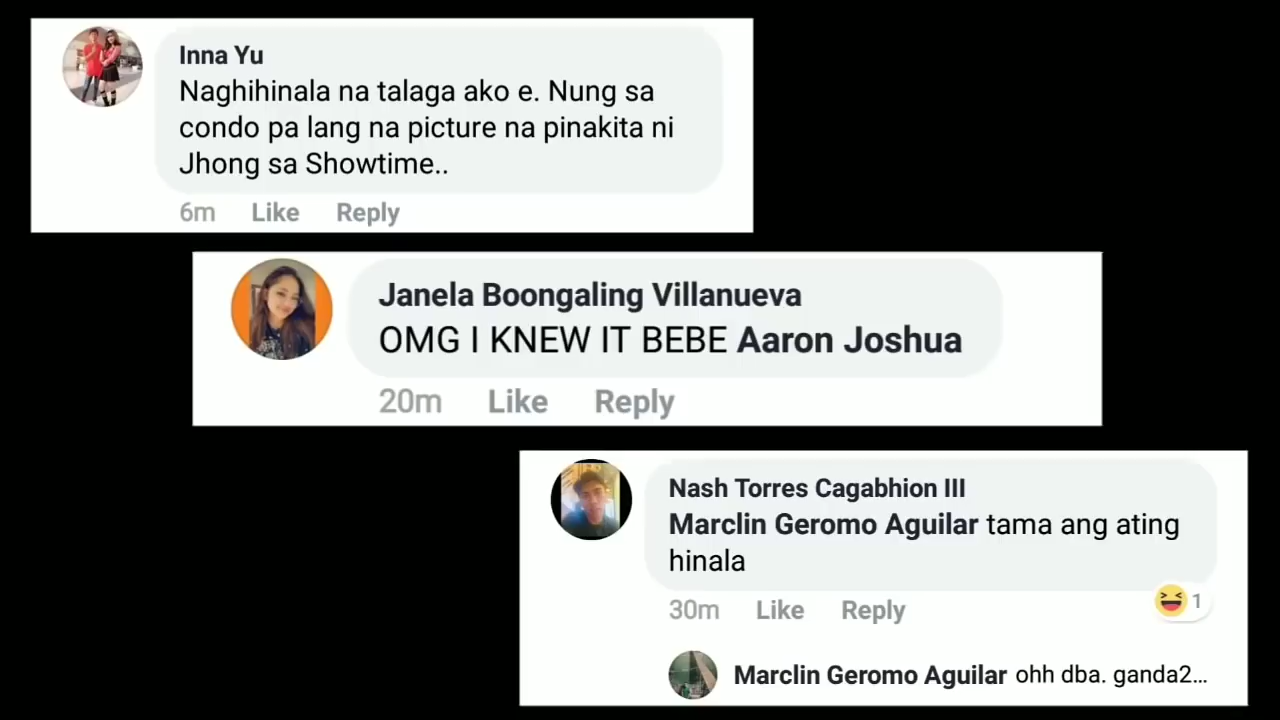 Inna Yu
Naghihinala na talaga ako e. Nung sa
condo pa lang na picture na pinakita ni
Jhong sa Showtime..
6m Like Reply
Janela Boongaling Villanueva
OMG I KNEW IT BEBE Aaron Joshua
20m Like Reply
Nash Torres Cagabhion III
Marclin Geromo Aguilar tama ang ating
hinala
30m Like Reply 1
Marclin Geromo Aguilar ohh dba. ganda2...